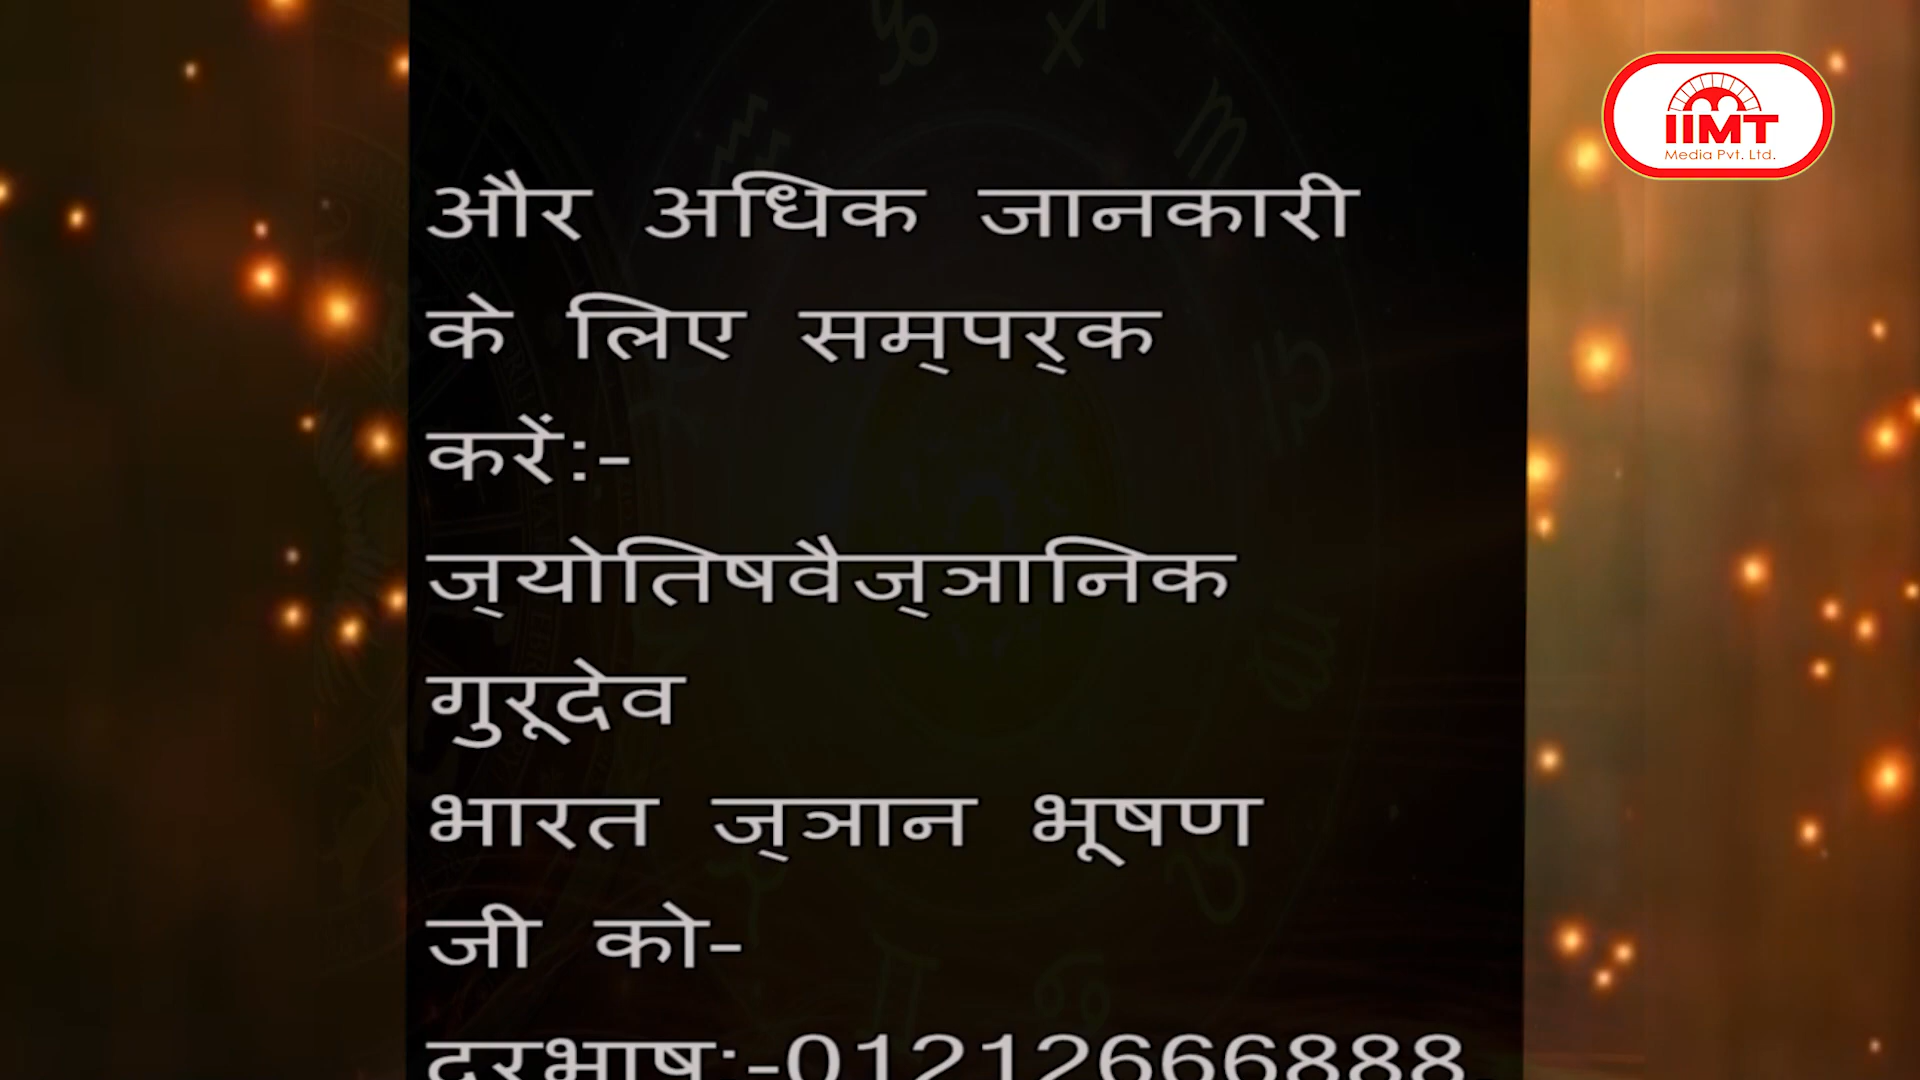 IIMT
Media Pvt. Ltd.
और अधिक जानकारी
के लिए सम्‌पर्‌क
करें:-
ज्‌योतिषवैज्‌ञानिक
गुरूदेव
भारत ज्‌ञान भूषण
जी को-
दूरभाष:-01212666888